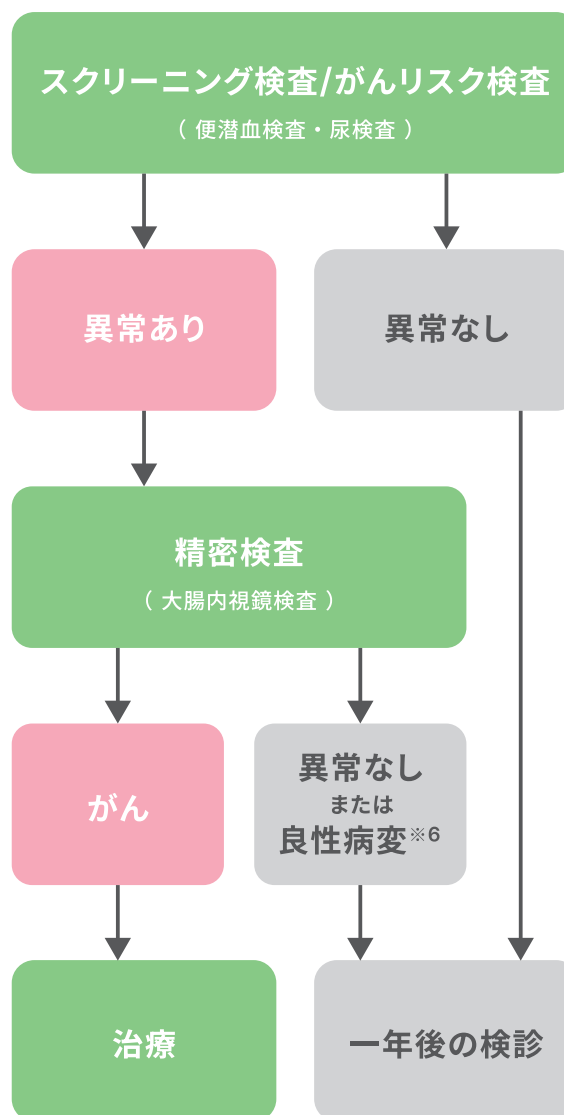 スクリーニング検査/がんリスク検査
（ 便潜血検査・尿検査 ）
異常あり
異常なし
精密検査
（ 大腸内視鏡検査 ）
がん
異常なし
または
良性病変※6
治療
一年後の検診